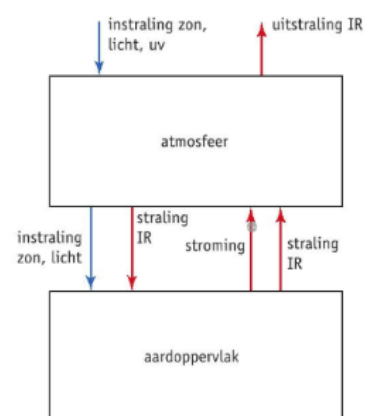 instraling zon,
licht, uv
uitstraling IR
atmosfeer
instraling
zon, licht
straling
IR
stroming
straling
IR
aardoppervlak